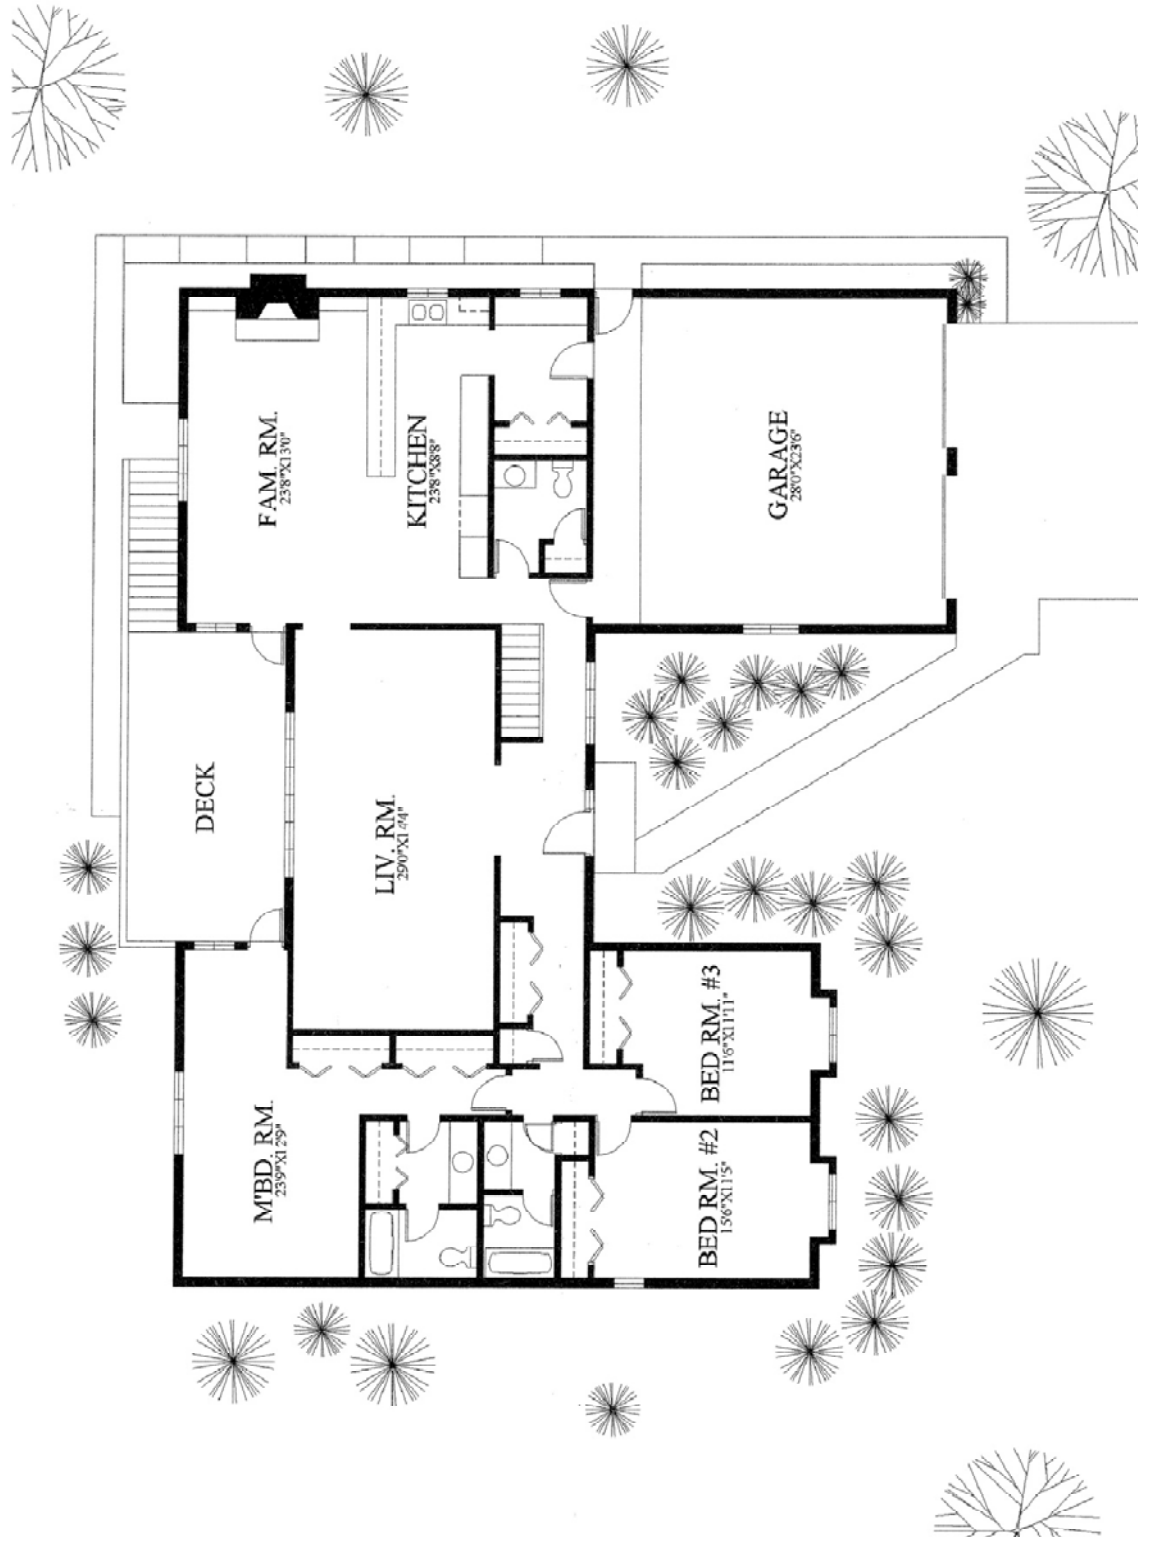 FAM. RM.
23'8"X13'0"
KITCHEN
23'8"X8'8"
GARAGE
28'0"X23'6"
DECK
LIV. RM.
29'0"X14'4"
BED RM. #3
11'6"X11'11"
M'BD. RM.
23'9"X12'9"
BED RM. #2
15'6"X11'5"